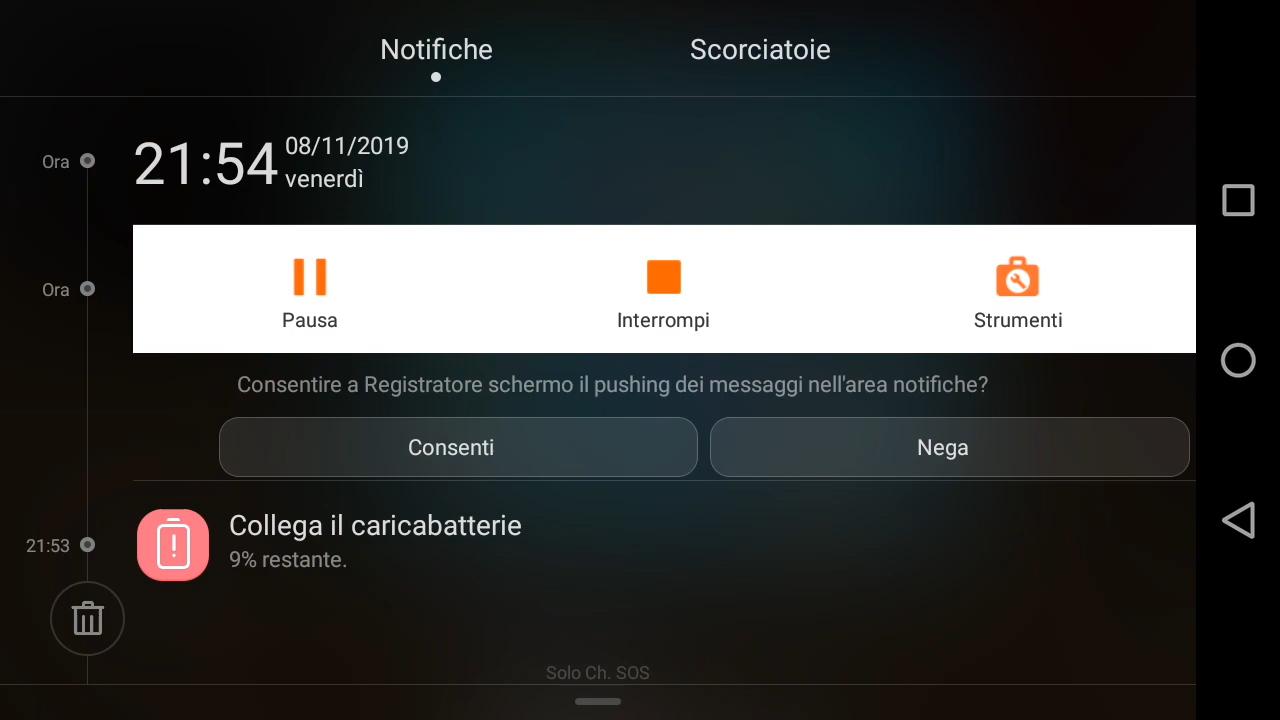 Notifiche
Scorciatoie
Ora
21:54
08/11/2019
venerdì
Ora
Pausa
Interrompi
Strumenti
Consentire a Registratore schermo il pushing dei messaggi nell'area notifiche?
Consenti
Nega
21:53
Collega il caricabatterie
9% restante.
Solo Ch. SOS